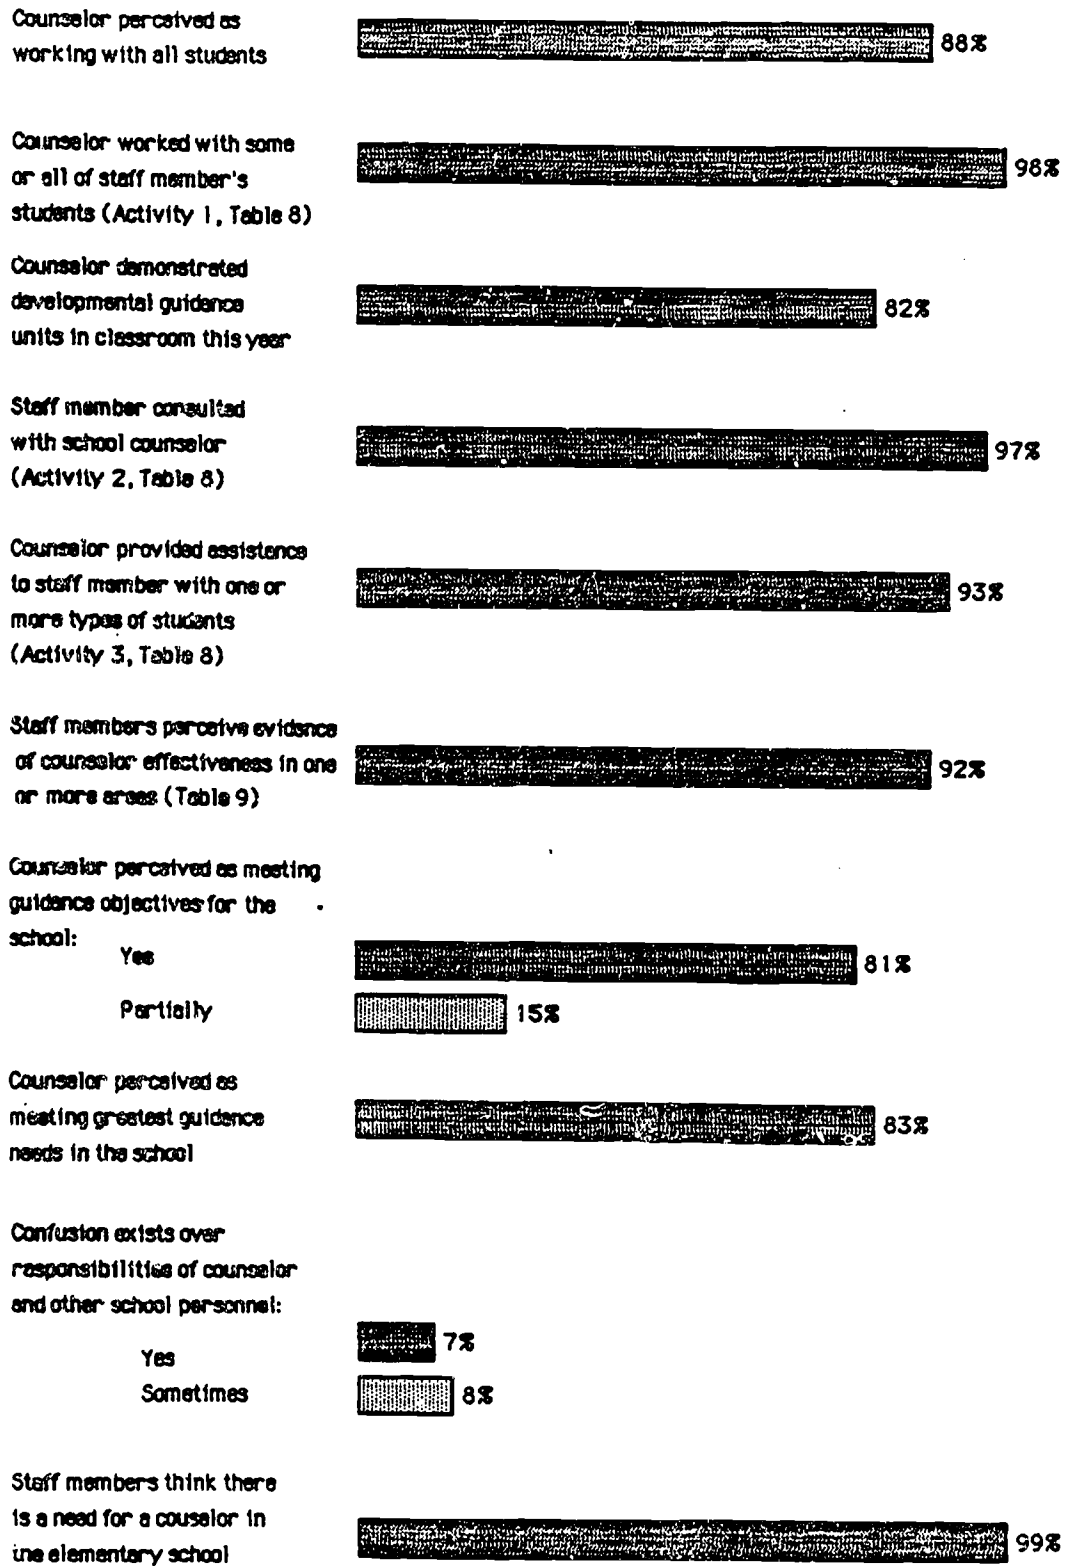 Counselor perceived as
working with all students
88%
Counselor worked with some
or all of staff member's
students (Activity 1, Table 8)
98%
Counselor demonstrated
developmental guidance
units in classroom this year
82%
Staff member consulted
with school counselor
(Activity 2, Table 8)
97%
Counselor provided assistance
to staff member with one or
more types of students
(Activity 3, Table 8)
93%
Staff members perceive evidence
of counselor effectiveness in one
or more areas (Table 9)
92%
Counselor perceived as meeting
guidance objectives for the
school:
Yes
81%
Partially
15%
Counselor perceived as
meeting greatest guidance
needs in the school
83%
Confusion exists over
responsibilities of counselor
and other school personnel:
Yes
7%
Sometimes
8%
Staff members think there
is a need for a couselor in
the elementary school
99%